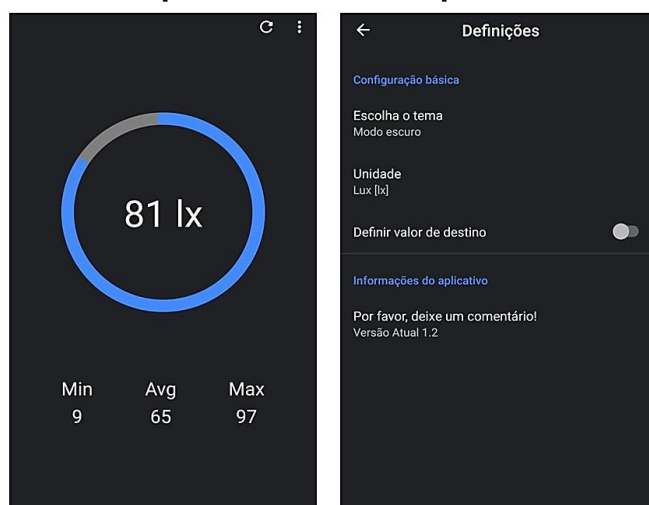 81 lx
Min Avg Max
9 65 97
Definições
Configuração básica
Escolha o tema
Modo escuro
Unidade
Lux [lx]
Definir valor de destino
Informações do aplicativo
Por favor, deixe um comentário!
Versão Atual 1.2